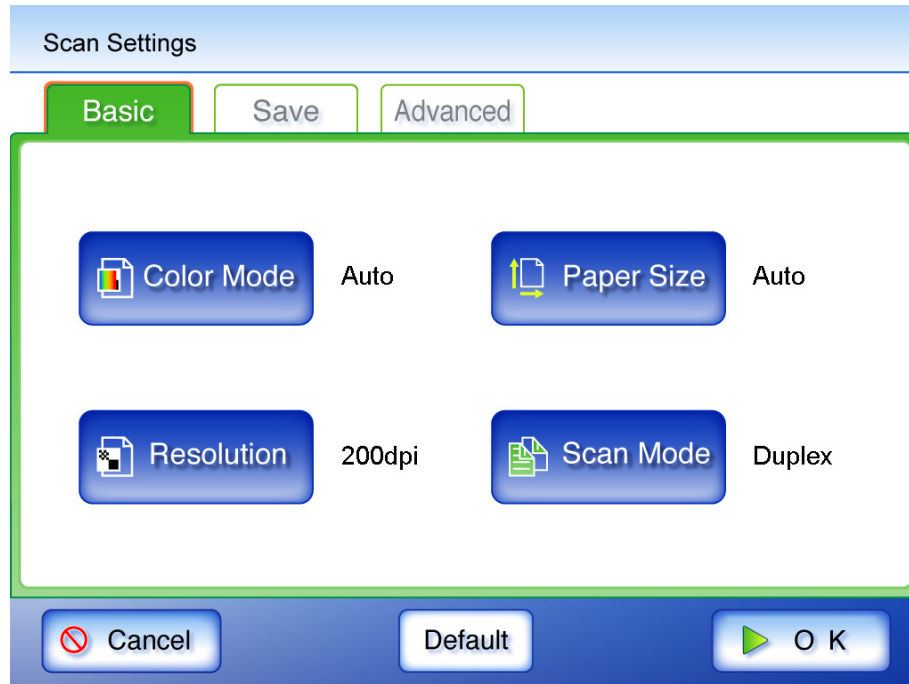 Scan Settings
Basic Save Advanced
Color Mode Auto Paper Size Auto
Resolution 200dpi Scan Mode Duplex
Cancel Default O K